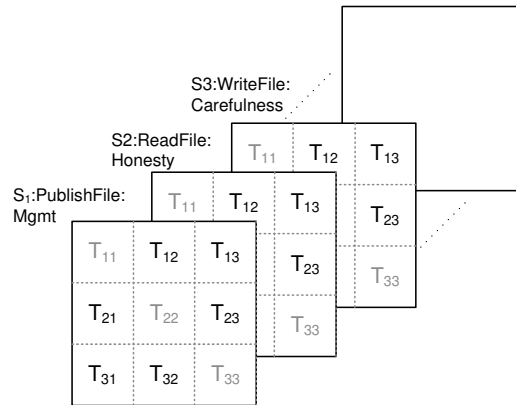 S3:WriteFile:
Carefulness
T11 T12 T13
S2:ReadFile:
Honesty
T23
T11 T12 T13
S1:PublishFile:
Mgmt
T33
T23
T11 T12 T13
T33
T21 T22 T23
T31 T32 T33